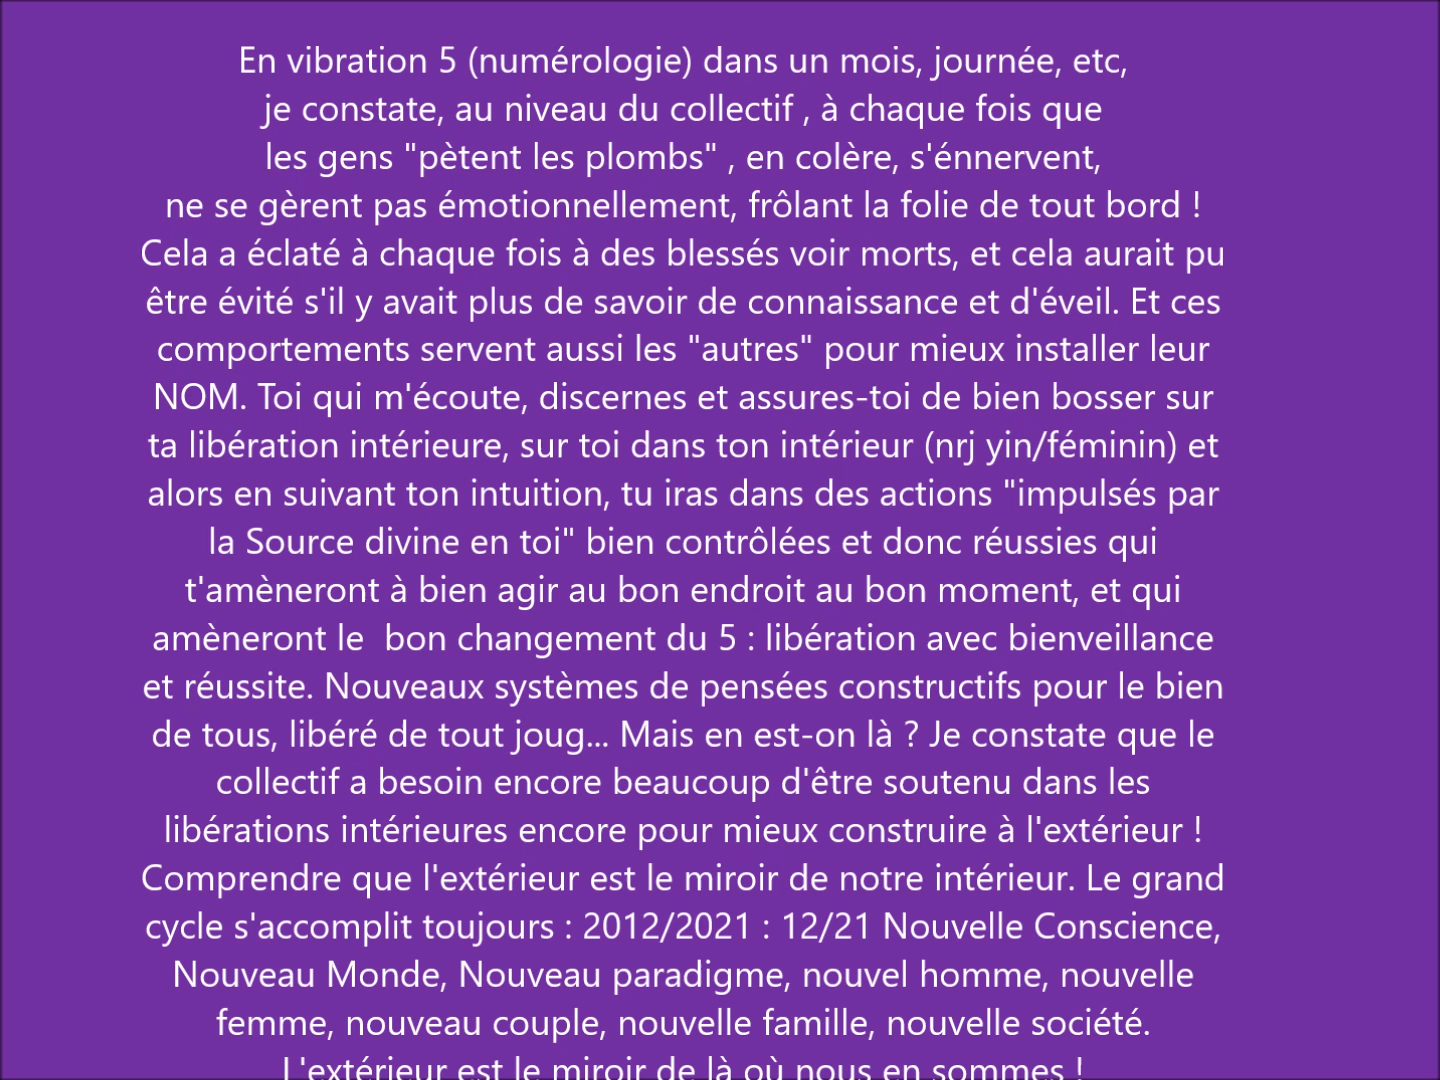 En vibration 5 (numérologie) dans un mois, journée, etc,
je constate, au niveau du collectif , à chaque fois que
les gens "pètent les plombs" , en colère, s'énnervent,
ne se gèrent pas émotionnellement, frôlant la folie de tout bord !
Cela a éclaté à chaque fois à des blessés voir morts, et cela aurait pu
être évité s'il y avait plus de savoir de connaissance et d'éveil. Et ces
comportements servent aussi les "autres" pour mieux installer leur
NOM. Toi qui m'écoute, discernes et assures-toi de bien bosser sur
ta libération intérieure, sur toi dans ton intérieur (nrj yin/féminin) et
alors en suivant ton intuition, tu iras dans des actions "impulsés par
la Source divine en toi" bien contrôlées et donc réussies qui
t'amèneront à bien agir au bon endroit au bon moment, et qui
amèneront le  bon changement du 5 : libération avec bienveillance
et réussite. Nouveaux systèmes de pensées constructifs pour le bien
de tous, libéré de tout joug... Mais en est-on là ? Je constate que le
collectif a besoin encore beaucoup d'être soutenu dans les
libérations intérieures encore pour mieux construire à l'extérieur !
Comprendre que l'extérieur est le miroir de notre intérieur. Le grand
cycle s'accomplit toujours : 2012/2021 : 12/21 Nouvelle Conscience,
Nouveau Monde, Nouveau paradigme, nouvel homme, nouvelle
femme, nouveau couple, nouvelle famille, nouvelle société.
L'extérieur est le miroir de là où nous en sommes !